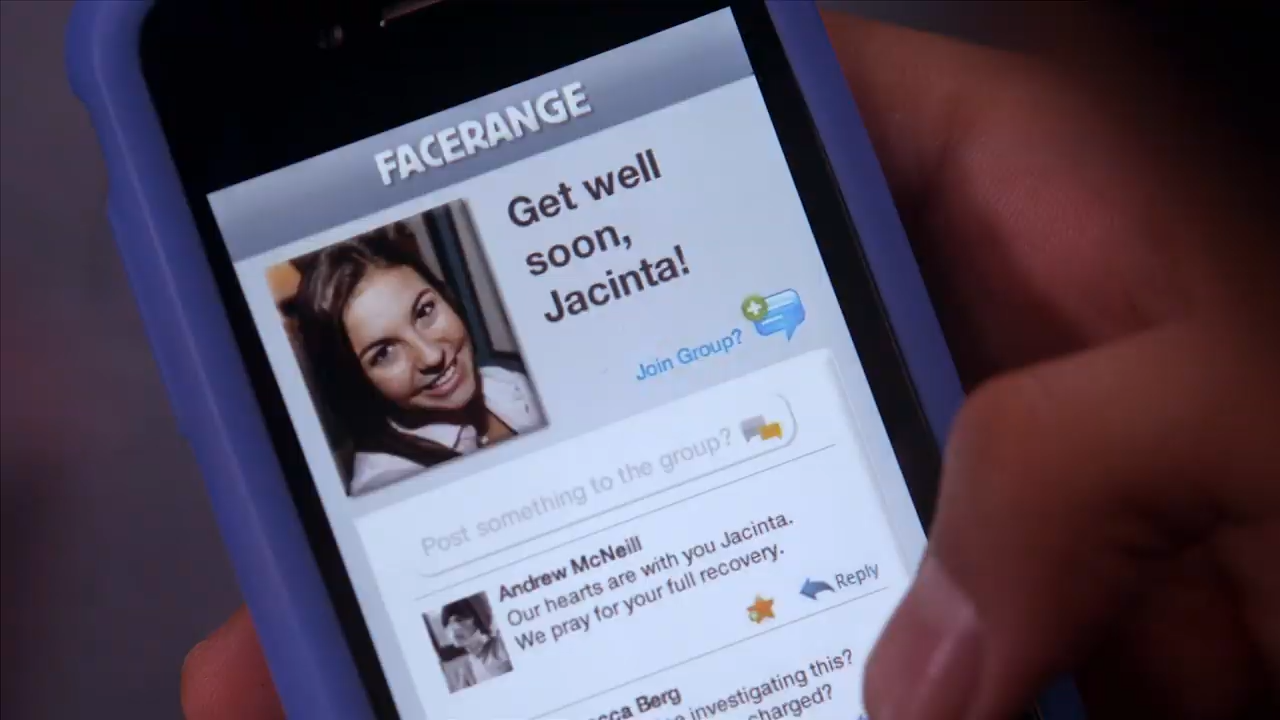 FACERANGE
Get well
soon,
Jacinta!
Join Group?
Post something to the group?
Andrew McNeill
Our hearts are with you Jacinta.
We pray for your full recovery.
Reply
Berg
investigating this?
charged?